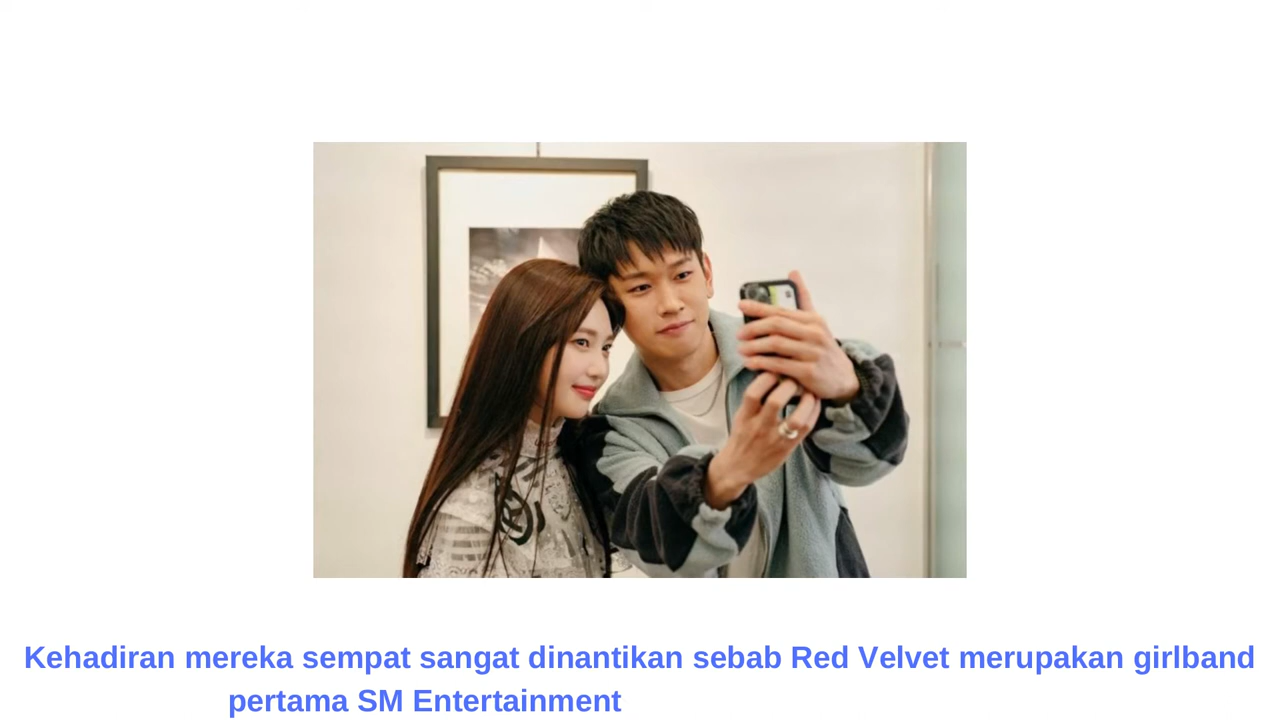 Kehadiran mereka sempat sangat dinantikan sebab Red Velvet merupakan girlband
pertama SM Entertainment